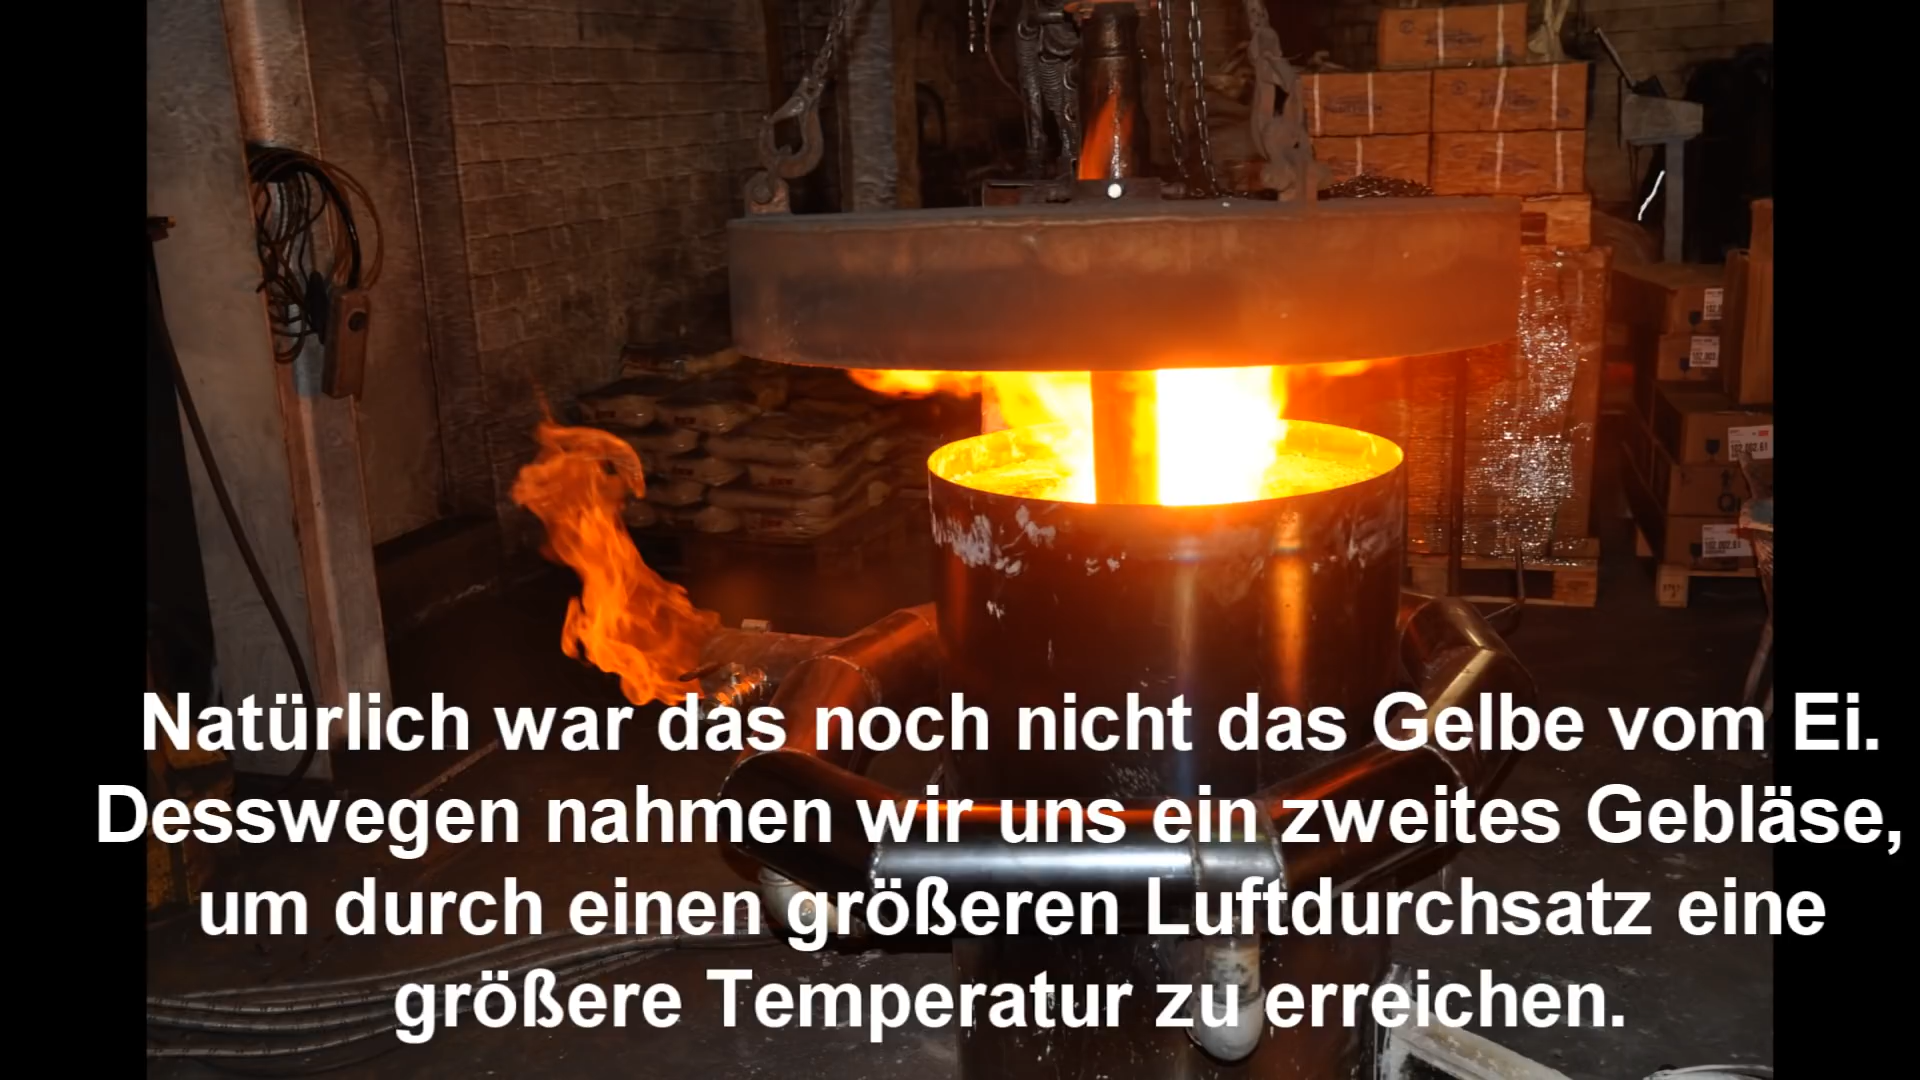 Natürlich war das noch nicht das Gelbe vom Ei.
Desswegen nahmen wir uns ein zweites Gebläse,
um durch einen größeren Luftdurchsatz eine
größere Temperatur zu erreichen.